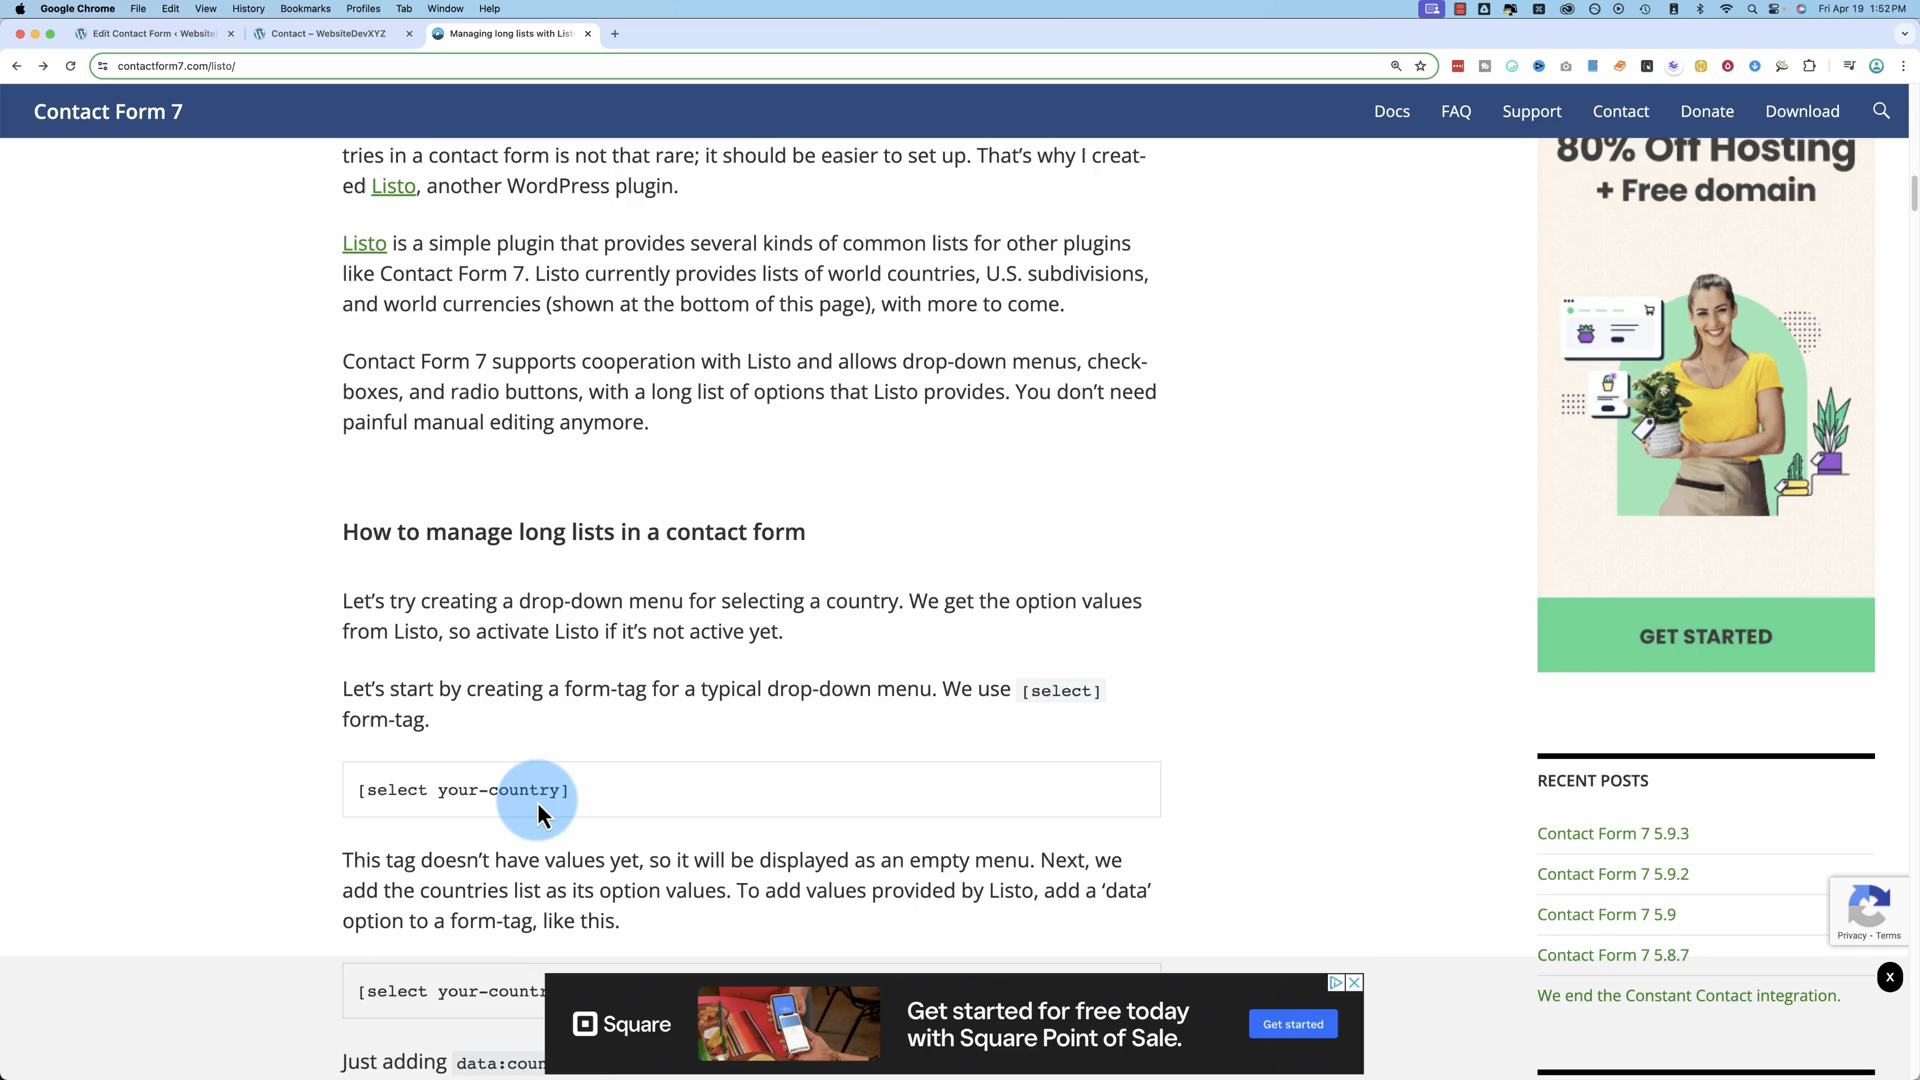 Google Chrome File Edit View History Bookmarks Profiles Tab Window Help
Fri Apr 19 1:52 PM
Edit Contact Form ‹ Website
Contact – WebsiteDevXYZ
Managing long lists with List
contactform7.com/listo/
Contact Form 7
Docs FAQ Support Contact Donate Download
tries in a contact form is not that rare; it should be easier to set up. That’s why I creat-
ed Listo, another WordPress plugin.
Listo is a simple plugin that provides several kinds of common lists for other plugins
like Contact Form 7. Listo currently provides lists of world countries, U.S. subdivisions,
and world currencies (shown at the bottom of this page), with more to come.
Contact Form 7 supports cooperation with Listo and allows drop-down menus, check-
boxes, and radio buttons, with a long list of options that Listo provides. You don’t need
painful manual editing anymore.
How to manage long lists in a contact form
Let’s try creating a drop-down menu for selecting a country. We get the option values
from Listo, so activate Listo if it’s not active yet.
Let’s start by creating a form-tag for a typical drop-down menu. We use [select]
form-tag.
[select your-country]
This tag doesn’t have values yet, so it will be displayed as an empty menu. Next, we
add the countries list as its option values. To add values provided by Listo, add a ‘data’
option to a form-tag, like this.
[select your-countr
Just adding data:coun
80% Off Hosting
+ Free domain
GET STARTED
RECENT POSTS
Contact Form 7 5.9.3
Contact Form 7 5.9.2
Contact Form 7 5.9
Contact Form 7 5.8.7
We end the Constant Contact integration.
Privacy - Terms
X
Square
Get started for free today
with Square Point of Sale.
Get started